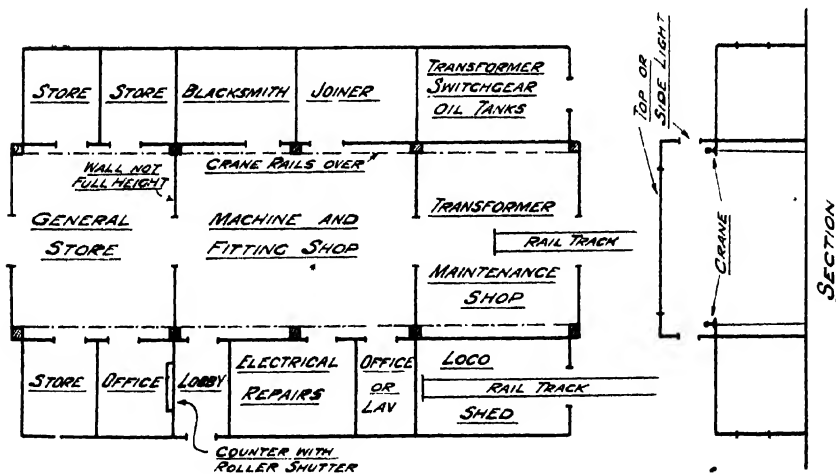 STORE
STORE
BLACKSMITH
JOINER
TRANSFORMER
SWITCHGEAR
OIL TANKS
WALL NOT
FULL HEIGHT
CRANE RAILS OVER
GENERAL
STORE
MACHINE AND
FITTING SHOP
TRANSFORMER
RAIL TRACK
MAINTENANCE
SHOP
STORE
OFFICE
LOBBY
ELECTRICAL
REPAIRS
OFFICE
OR
LAV
LOCO
RAIL TRACK
SHED
COUNTER WITH
ROLLER SHUTTER
TOP OR
SIDE LIGHT
CRANE
SECTION